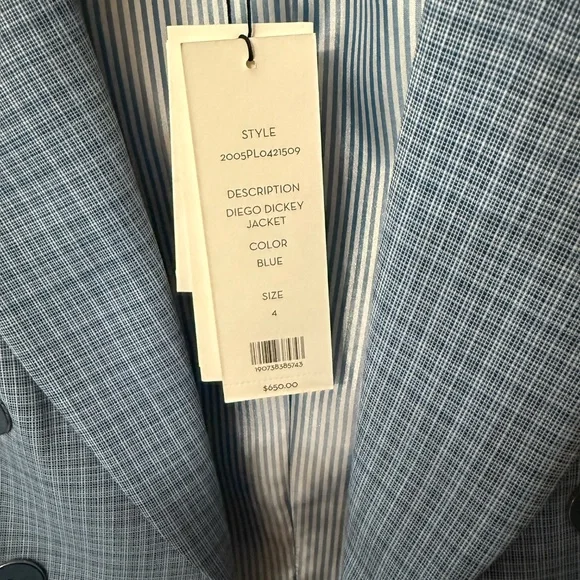 STYLE
2005PL0421509
DESCRIPTION
DIEGO DICKEY
JACKET
COLOR
BLUE
SIZE
4
190738385743
$650.00